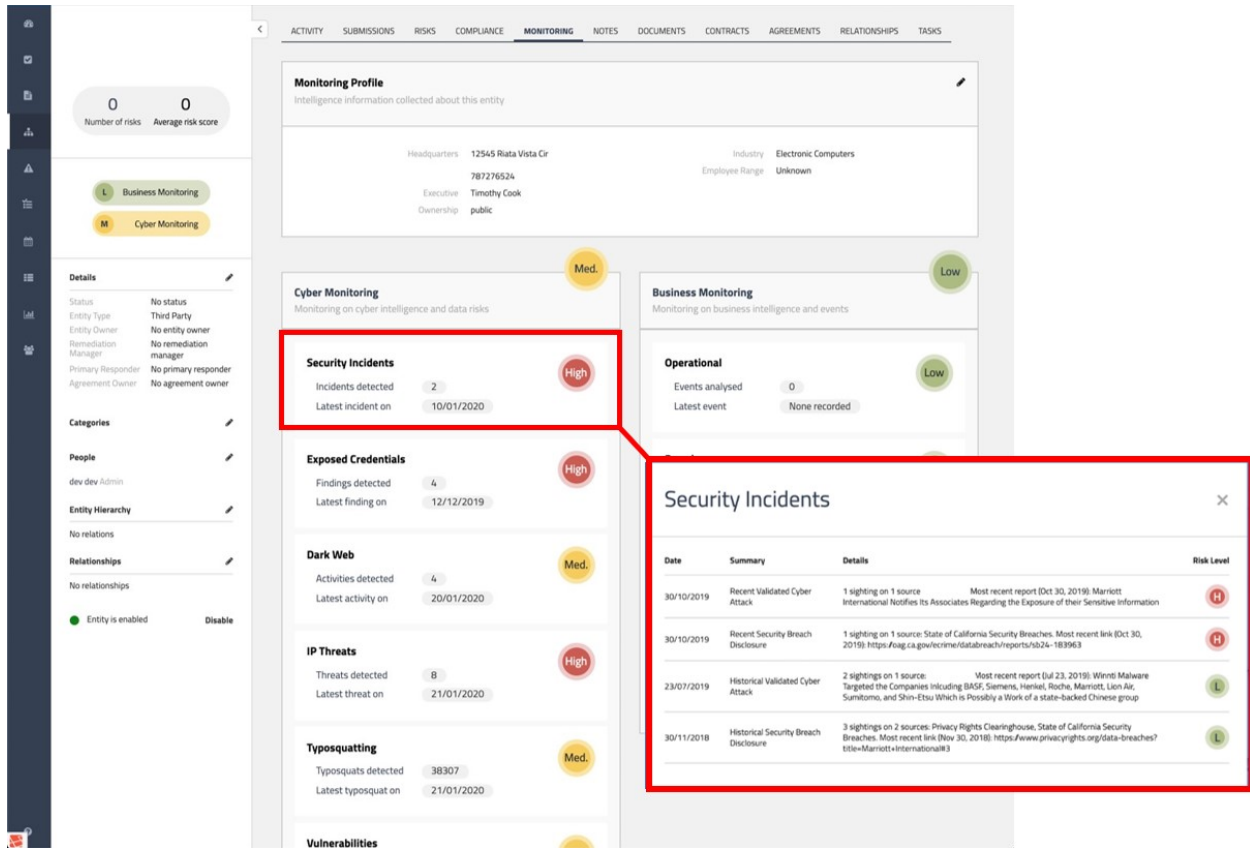 ACTIVITY SUBMISSIONS RISKS COMPLIANCE MONITORING NOTES DOCUMENTS CONTRACTS AGREEMENTS RELATIONSHIPS TASKS
0 0
Number of risks Average risk score
L Business Monitoring
M Cyber Monitoring
Details
Status No status
Entity Type Third Party
Entity Owner No entity owner
Remediation Manager No remediation manager
Primary Responder No primary responder
Agreement Owner No agreement owner
Categories
People
dev dev Admin
Entity Hierarchy
No relations
Relationships
No relationships
Entity is enabled Disable
Monitoring Profile
Intelligence information collected about this entity
Headquarters 12545 Riata Vista Cir
787276524
Executive Timothy Cook
Ownership public
Industry Electronic Computers
Employee Range Unknown
Med.
Cyber Monitoring
Monitoring on cyber intelligence and data risks
Security Incidents
High
Incidents detected 2
Latest incident on 10/01/2020
Exposed Credentials
High
Findings detected 4
Latest finding on 12/12/2019
Dark Web
Med.
Activities detected 4
Latest activity on 20/01/2020
IP Threats
High
Threats detected 8
Latest threat on 21/01/2020
Typosquatting
Med.
Typosquats detected 38307
Latest typosquat on 21/01/2020
Vulnerabilities
Low
Business Monitoring
Monitoring on business intelligence and events
Operational
Low
Events analysed 0
Latest event None recorded
Security Incidents
Date Summary Details Risk Level
30/10/2019 Recent Validated Cyber Attack
1 sighting on 1 source Most recent report (Oct 30, 2019): Marriott
International Notifies Its Associates Regarding the Exposure of their Sensitive Information
H
30/10/2019 Recent Security Breach Disclosure
1 sighting on 1 source: State of California Security Breaches. Most recent link (Oct 30,
2019): https:/oag.ca.gov/ecrime/databreach/reports/sb24-183963
H
23/07/2019 Historical Validated Cyber Attack
2 sightings on 1 source: Most recent report (Jul 23, 2019): Winnti Malware
Targeted the Companies Inlcuding BASF, Siemens, Henkel, Roche, Marriott, Lion Air,
Sumitomo, and Shin-Etsu Which is Possibly a Work of a state-backed Chinese group
L
30/11/2018 Historical Security Breach Disclosure
3 sightings on 2 sources: Privacy Rights Clearinghouse, State of California Security
Breaches. Most recent link (Nov 30, 2018): https:/www.privacyrights.org/data-breaches?
title=Marriott+International#3
L